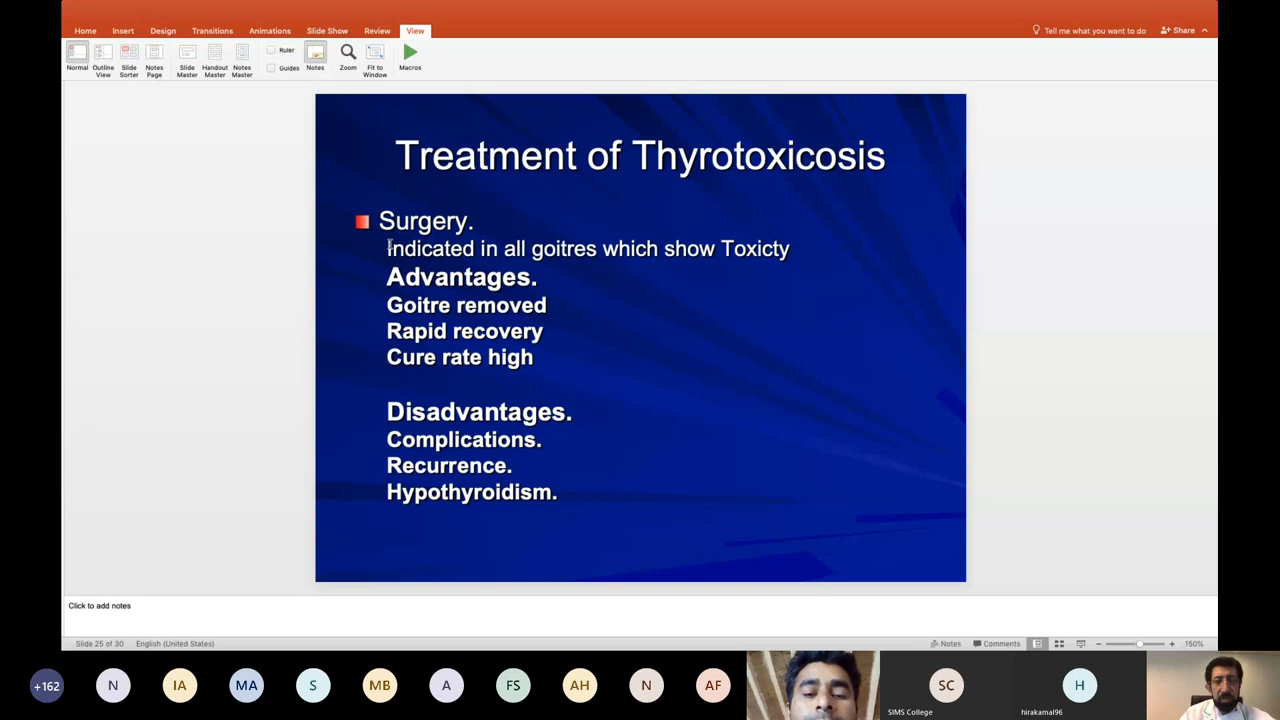 Home Insert Design Transitions Animations Slide Show Review View Tell me what you want to do Share
Normal Outline View Slide Sorter Notes Page Slide Master Handout Master Notes Master Ruler Guides Notes Zoom Fit to Window Macros
Treatment of Thyrotoxicosis
Surgery.
Indicated in all goitres which show Toxicty
Advantages.
Goitre removed
Rapid recovery
Cure rate high
Disadvantages.
Complications.
Recurrence.
Hypothyroidism.
Click to add notes
Slide 25 of 30 English (United States) Notes Comments 150%
+162 N IA MA S MB A FS AH N AF SC H
SIMS College hirakamal96